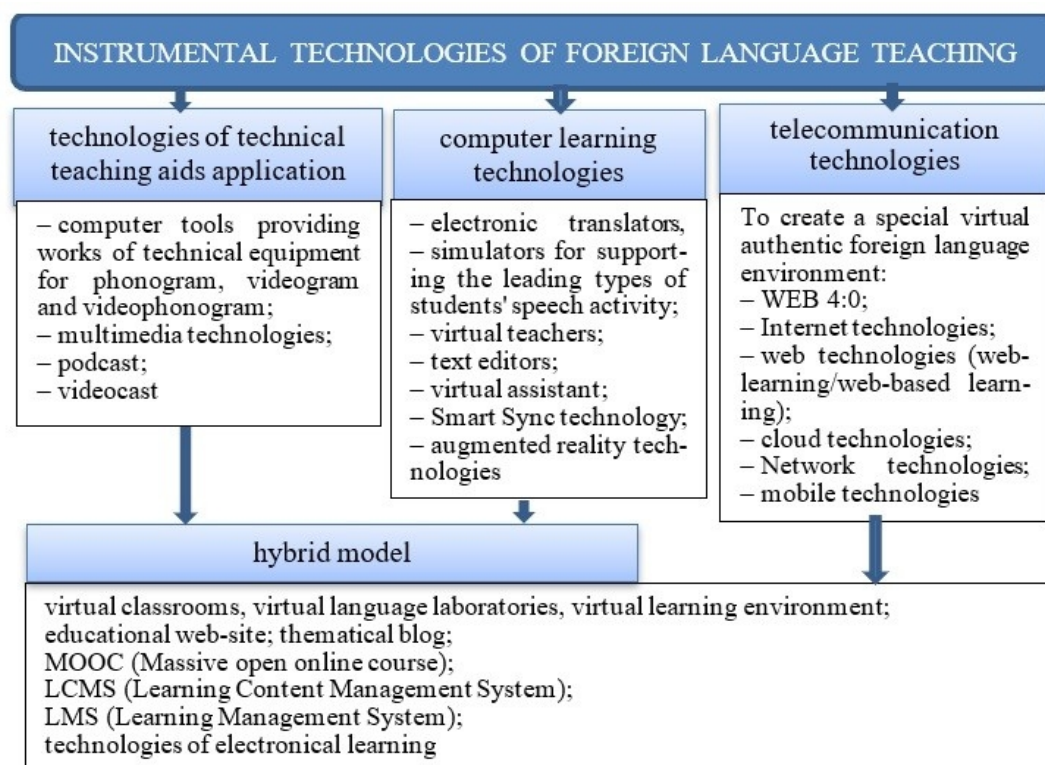 INSTRUMENTAL TECHNOLOGIES OF FOREIGN LANGUAGE TEACHING
technologies of technical
teaching aids application
– computer tools providing
works of technical equipment
for phonogram, videogram
and videophonogram;
– multimedia technologies;
– podcast;
– videocast
computer learning
technologies
– electronic translators,
– simulators for support-
ing the leading types of
students' speech activity;
– virtual teachers;
– text editors;
– virtual assistant;
– Smart Sync technology;
– augmented reality tech-
nologies
telecommunication
technologies
To create a special virtual
authentic foreign language
environment:
– WEB 4:0;
– Internet technologies;
– web technologies (web-
learning/web-based learn-
ing);
– cloud technologies;
– Network technologies;
– mobile technologies
hybrid model
virtual classrooms, virtual language laboratories, virtual learning environment;
educational web-site; thematical blog;
MOOC (Massive open online course);
LCMS (Learning Content Management System);
LMS (Learning Management System);
technologies of electronical learning